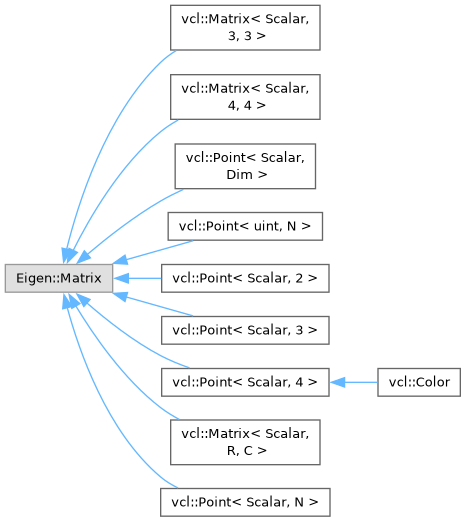 vcl::Matrix< Scalar,
3, 3 >
vcl::Matrix< Scalar,
4, 4 >
vcl::Point< Scalar,
Dim >
vcl::Point< uint, N >
Eigen::Matrix
vcl::Point< Scalar, 2 >
vcl::Point< Scalar, 3 >
vcl::Point< Scalar, 4 >
vcl::Color
vcl::Matrix< Scalar,
R, C >
vcl::Point< Scalar, N >